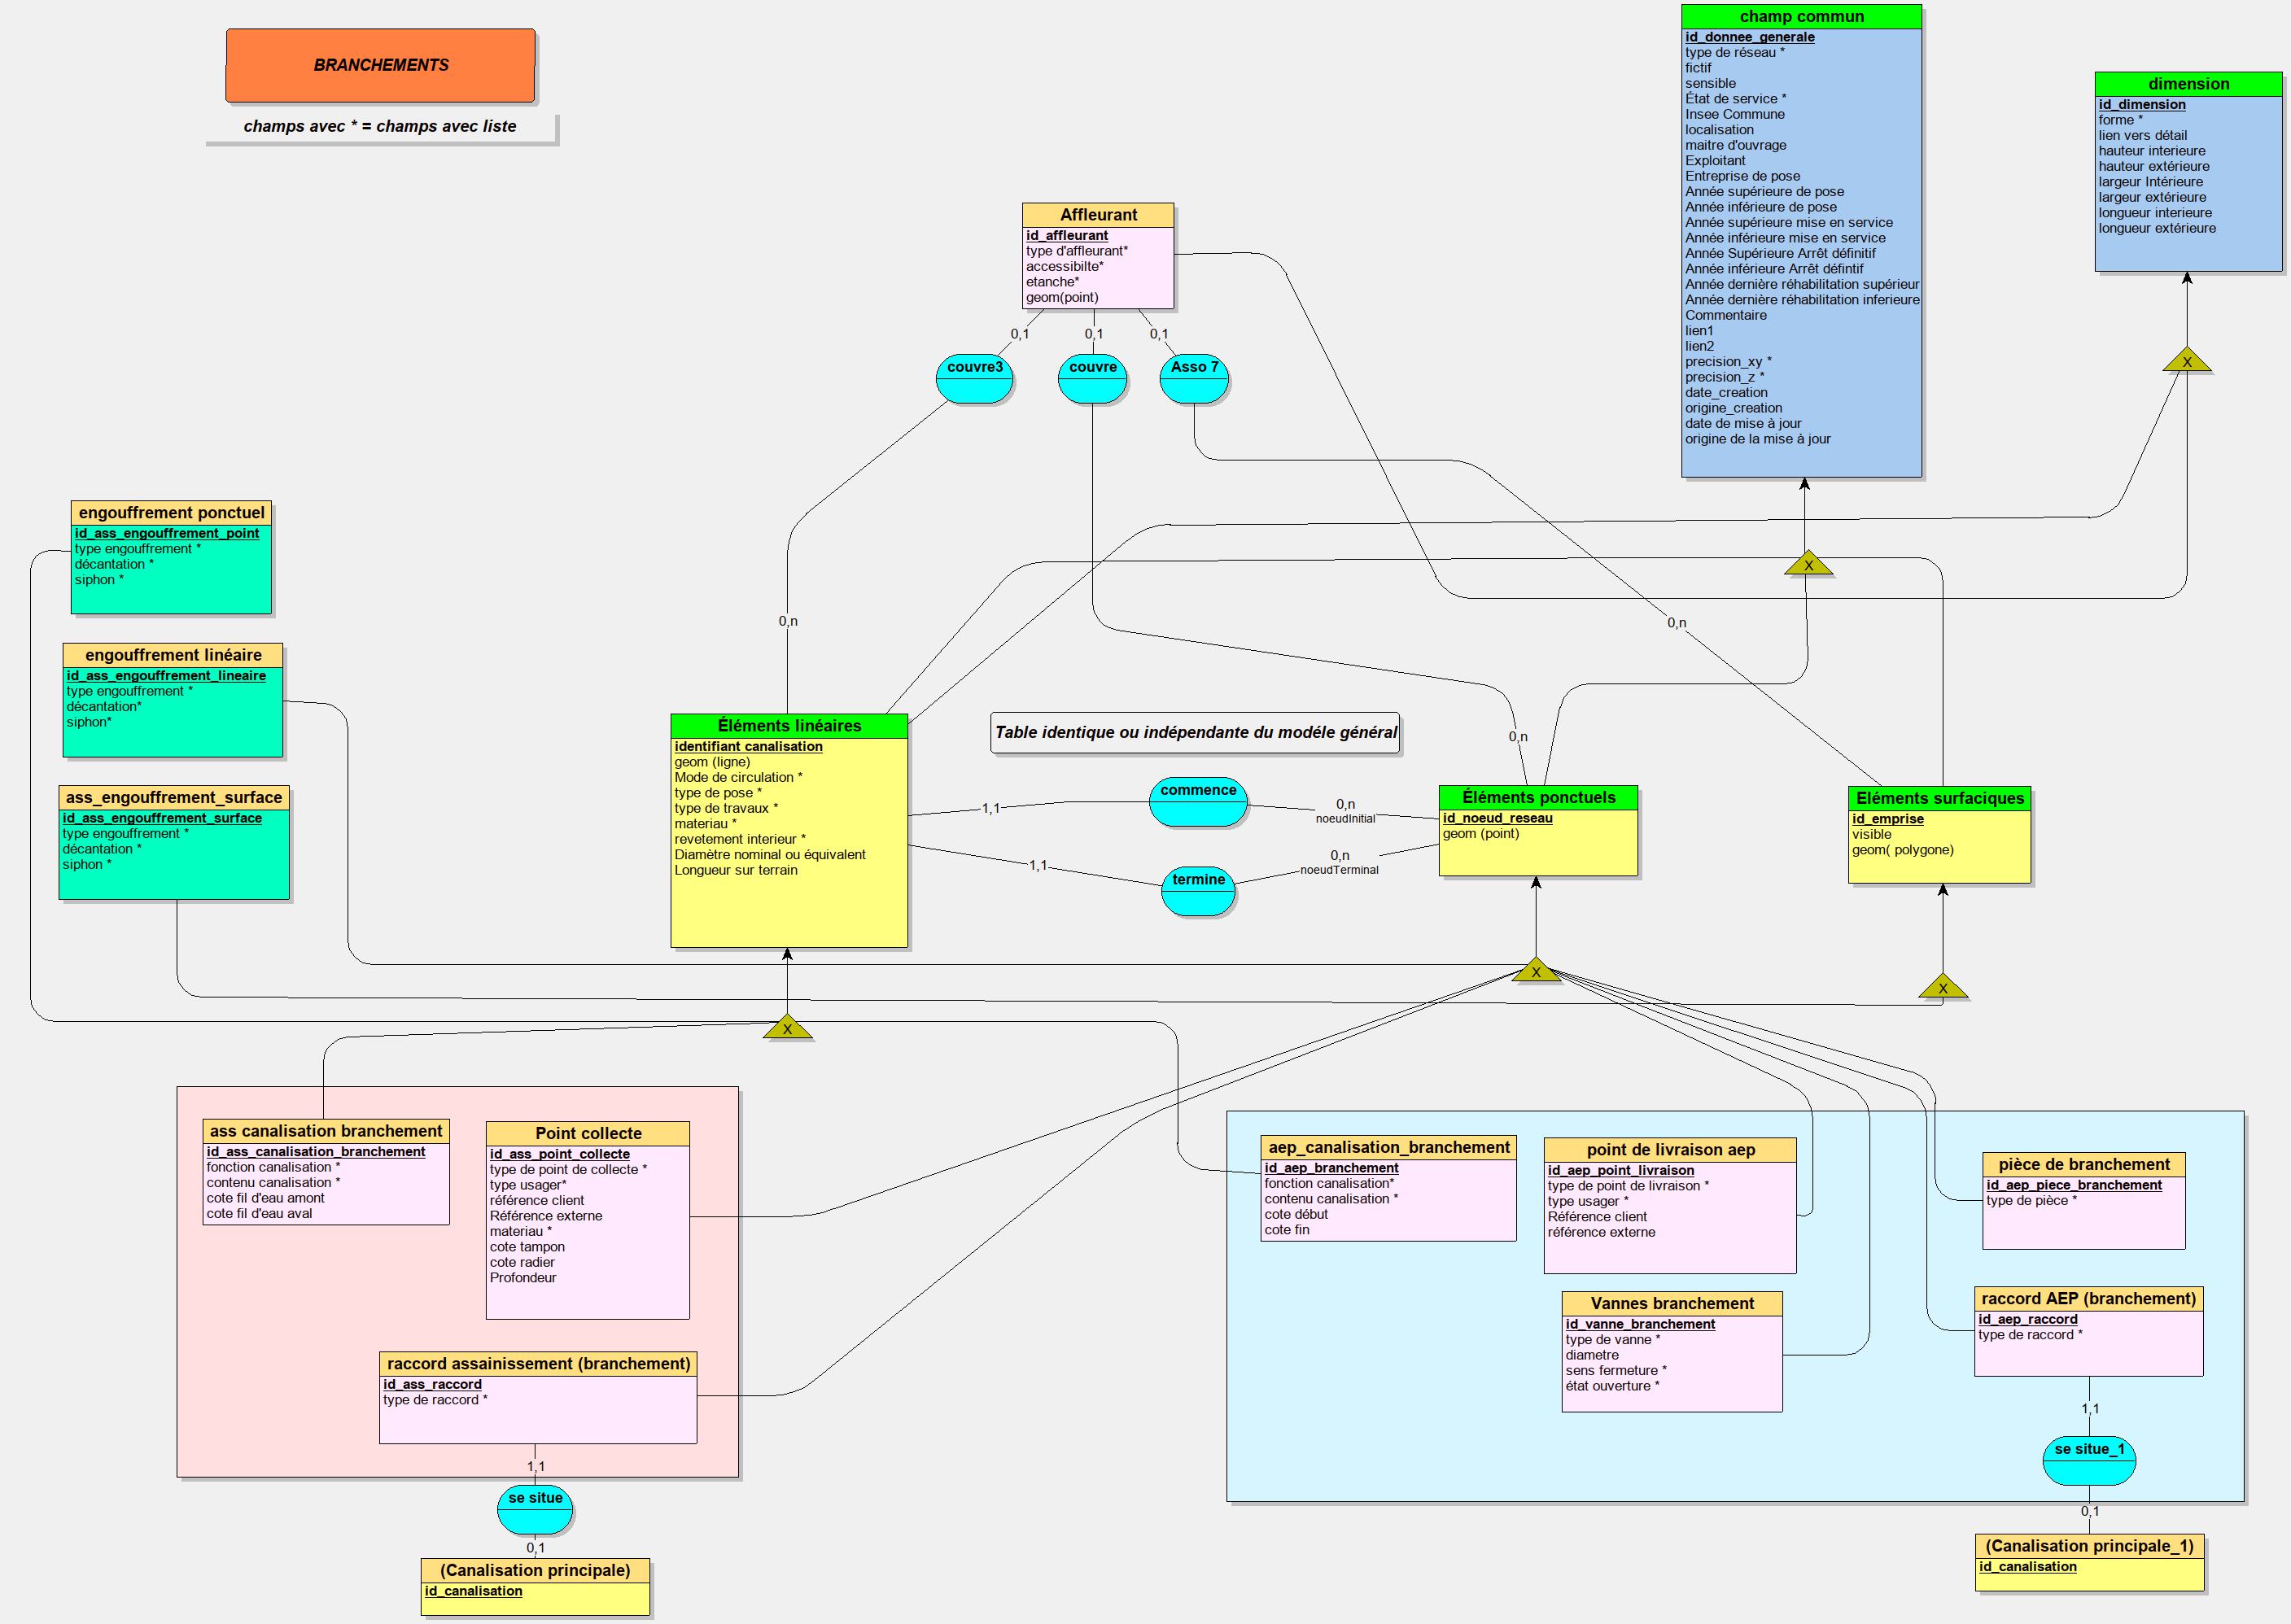 BRANCHEMENTS
champs avec * = champs avec liste
champ commun
id_donnee_generale
type de réseau *
fictif
sensible
État de service *
Insee Commune
localisation
maitre d'ouvrage
Exploitant
Entreprise de pose
Année supérieure de pose
Année inférieure de pose
Année supérieure mise en service
Année inférieure mise en service
Année Supérieure Arrêt définitif
Année inférieure Arrêt défintif
Année dernière réhabilitation supérieur
Année dernière réhabilitation inferieure
Commentaire
lien1
lien2
precision_xy *
precision_z *
date_creation
origine_creation
date de mise à jour
origine de la mise à jour
dimension
id_dimension
forme *
lien vers détail
hauteur interieure
hauteur extérieure
largeur Intérieure
largeur extérieure
longueur interieure
longueur extérieure
X
Affleurant
id_affleurant
type d'affleurant*
accessibilte*
etanche*
geom(point)
0,1
0,1
0,1
couvre3
couvre
Asso 7
engouffrement ponctuel
id_ass_engouffrement_point
type engouffrement *
décantation *
siphon *
X
0,n
0,n
engouffrement linéaire
id_ass_engouffrement_lineaire
type engouffrement *
décantation*
siphon*
ass_engouffrement_surface
id_ass_engouffrement_surface
type engouffrement *
décantation *
siphon *
Éléments linéaires
identifiant canalisation
geom (ligne)
Mode de circulation *
type de pose *
type de travaux *
materiau *
revetement interieur *
Diamètre nominal ou équivalent
Longueur sur terrain
Table identique ou indépendante du modéle général
0,n
1,1
commence
0,n
noeudInitial
1,1
termine
0,n
noeudTerminal
Éléments ponctuels
id_noeud_reseau
geom (point)
Eléments surfaciques
id_emprise
visible
geom( polygone)
X
X
X
ass canalisation branchement
id_ass_canalisation_branchement
fonction canalisation *
contenu canalisation *
cote fil d'eau amont
cote fil d'eau aval
Point collecte
id_ass_point_collecte
type de point de collecte *
type usager*
référence client
Référence externe
materiau *
cote tampon
cote radier
Profondeur
raccord assainissement (branchement)
id_ass_raccord
type de raccord *
1,1
se situe
0,1
(Canalisation principale)
id_canalisation
aep_canalisation_branchement
id_aep_branchement
fonction canalisation*
contenu canalisation *
cote début
cote fin
point de livraison aep
id_aep_point_livraison
type de point de livraison *
type usager *
Référence client
référence externe
pièce de branchement
id_aep_piece_branchement
type de pièce *
Vannes branchement
id_vanne_branchement
type de vanne *
diametre
sens fermeture *
état ouverture *
raccord AEP (branchement)
id_aep_raccord
type de raccord *
1,1
se situe_1
0,1
(Canalisation principale_1)
id_canalisation